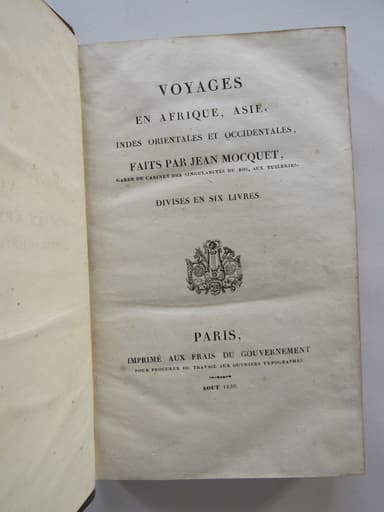 VOYAGES
EN AFRIQUE, ASIE,
INDES ORIENTALES ET OCCIDENTALES,
FAITS PAR JEAN MOCQUET,
GARDE DU CABINET DES SINGULARITÉS DU ROI, AUX TUILERIES.
DIVISES EN SIX LIVRES.
PARIS,
IMPRIMÉ AUX FRAIS DU GOUVERNEMENT
POUR PROCURER DU TRAVAIL AUX OUVRIERS TYPOGRAPHES
AOUT 1830.